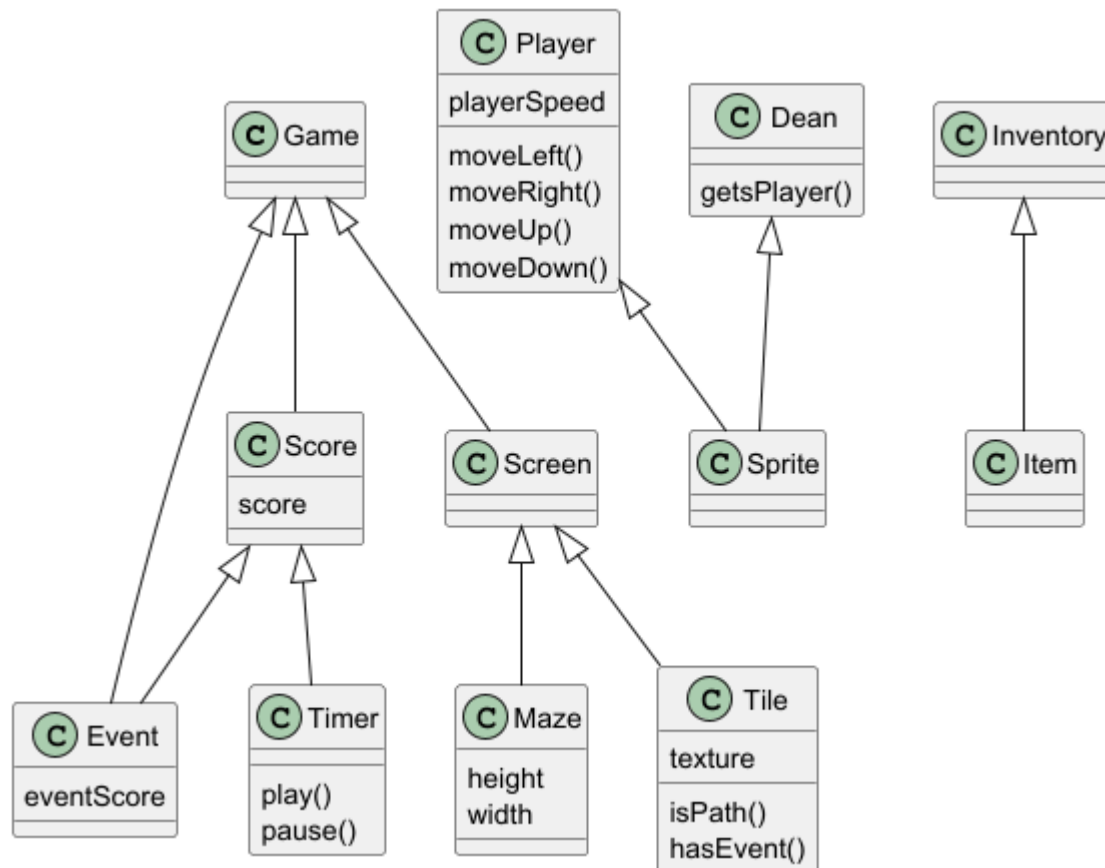 C Player
playerSpeed
moveLeft()
moveRight()
moveUp()
moveDown()
C Game
C Dean
getsPlayer()
C Inventory
C Score
score
C Screen
C Sprite
C Item
C Event
eventScore
C Timer
play()
pause()
C Maze
height
width
C Tile
texture
isPath()
hasEvent()